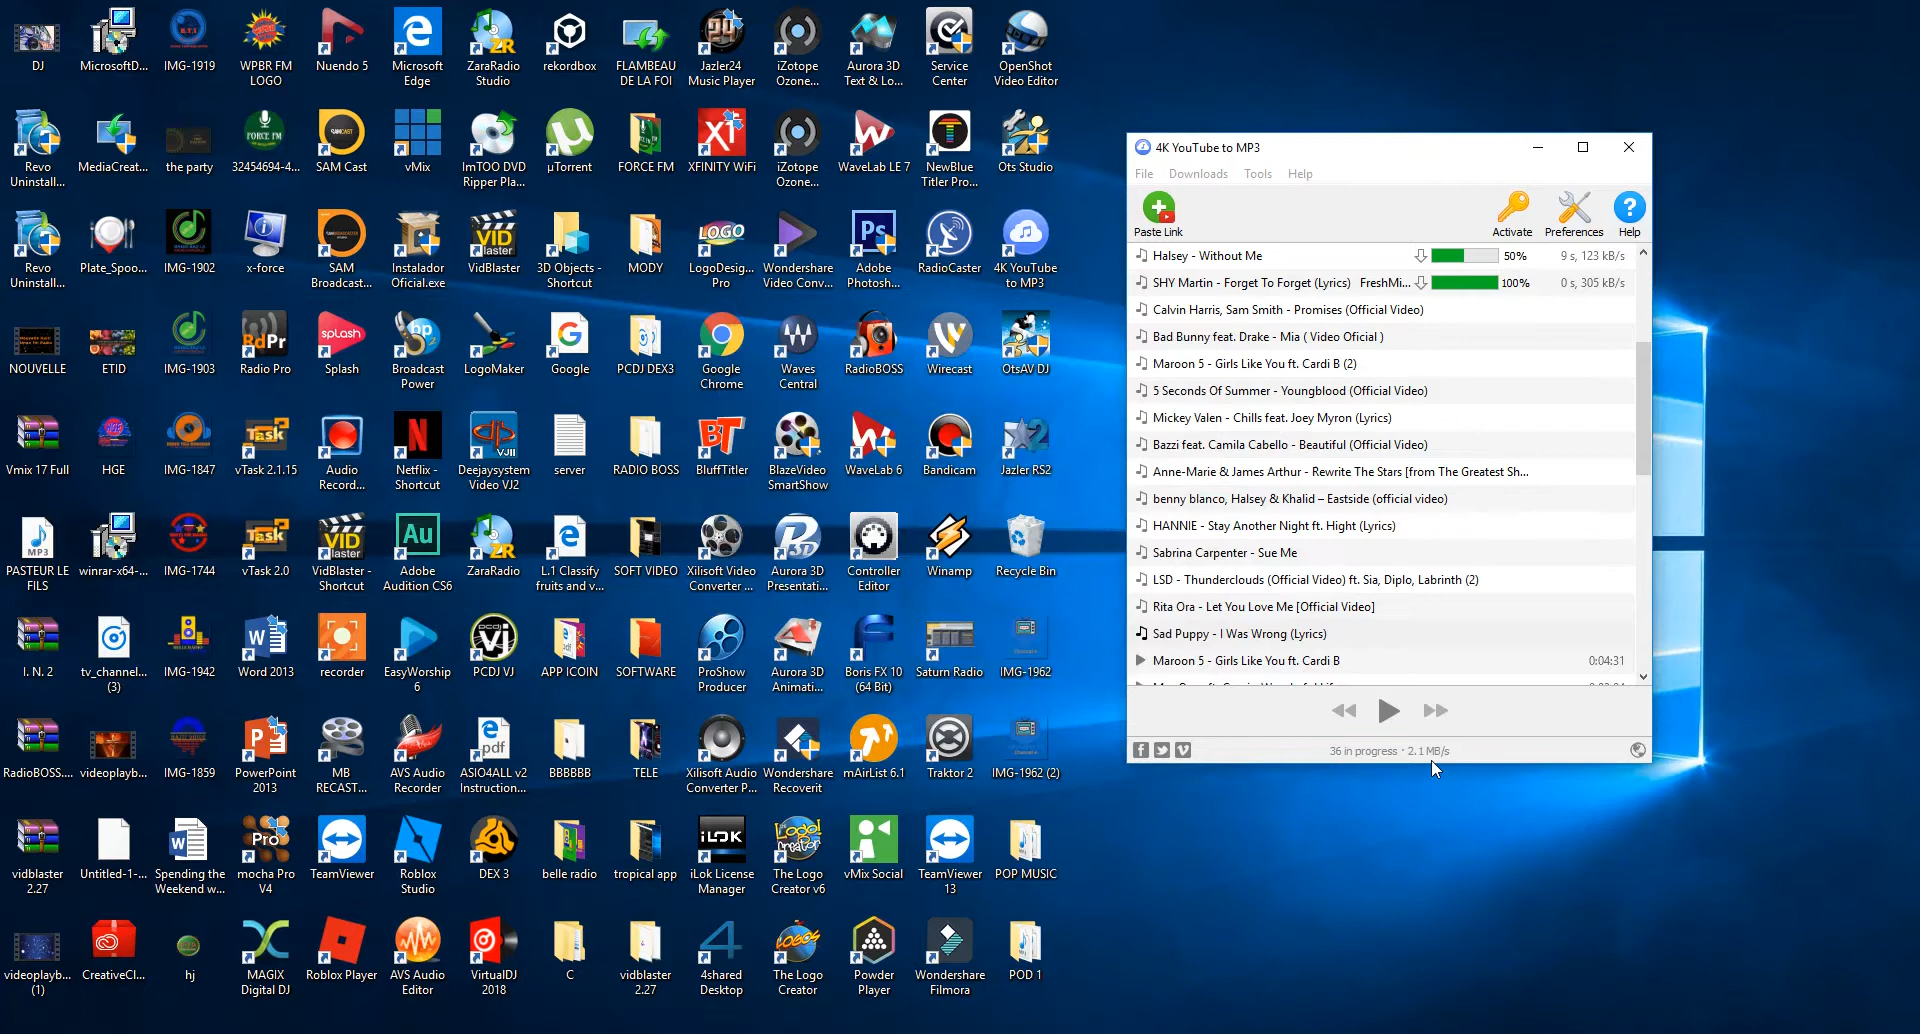 DJ
MicrosoftD...
IMG-1919
WPBR FM
LOGO
Nuendo 5
Microsoft
Edge
ZaraRadio
Studio
rekordbox
FLAMBEAU
DE LA FOI
Jazler24
Music Player
iZotope
Ozone...
Aurora 3D
Text & Lo...
Service
Center
OpenShot
Video Editor
Revo
Uninstall...
MediaCreat...
the party
32454694-4...
SAM Cast
vMix
ImTOO DVD
Ripper Pla...
µTorrent
FORCE FM
XFINITY WiFi
iZotope
Ozone...
WaveLab LE 7
NewBlue
Titler Pro...
Ots Studio
Revo
Uninstall...
Plate_Spoo...
IMG-1902
x-force
SAM
Broadcast...
Instalador
Oficial.exe
VidBlaster
3D Objects -
Shortcut
MODY
LogoDesig...
Pro
Wondershare
Video Conv...
Adobe
Photosh...
RadioCaster
4K YouTube
to MP3
NOUVELLE
ETID
IMG-1903
Radio Pro
Splash
Broadcast
Power
LogoMaker
Google
PCDJ DEX3
Google
Chrome
Waves
Central
RadioBOSS
Wirecast
OtsAV DJ
Vmix 17 Full
HGE
IMG-1847
vTask 2.1.15
Audio
Record...
Netflix -
Shortcut
Deejaysystem
Video VJ2
server
RADIO BOSS
BluffTitler
BlazeVideo
SmartShow
WaveLab 6
Bandicam
Jazler RS2
PASTEUR LE
FILS
winrar-x64-...
IMG-1744
vTask 2.0
VidBlaster -
Shortcut
Adobe
Audition CS6
ZaraRadio
L.1 Classify
fruits and v...
SOFT VIDEO
Xilisoft Video
Converter ...
Aurora 3D
Presentati...
Controller
Editor
Winamp
Recycle Bin
I. N. 2
tv_channel...
(3)
IMG-1942
Word 2013
recorder
EasyWorship
6
PCDJ VJ
APP ICOIN
SOFTWARE
ProShow
Producer
Aurora 3D
Animati...
Boris FX 10
(64 Bit)
Saturn Radio
IMG-1962
RadioBOSS....
videoplayb...
IMG-1859
PowerPoint
2013
MB
RECAST...
AVS Audio
Recorder
ASIO4ALL v2
Instruction...
BBBBBB
TELE
Xilisoft Audio
Converter P...
Wondershare
Recoverit
mAirList 6.1
Traktor 2
IMG-1962 (2)
vidblaster
2.27
Untitled-1-...
Spending the
Weekend w...
mocha Pro
V4
TeamViewer
Roblox
Studio
DEX 3
belle radio
tropical app
iLok License
Manager
The Logo
Creator v6
vMix Social
TeamViewer
13
POP MUSIC
videoplayb...
(1)
CreativeCl...
hj
MAGIX
Digital DJ
Roblox Player
AVS Audio
Editor
VirtualDJ
2018
C
vidblaster
2.27
4shared
Desktop
The Logo
Creator
Powder
Player
Wondershare
Filmora
POD 1
4K YouTube to MP3
File Downloads Tools Help
Paste Link Activate Preferences Help
Halsey - Without Me 50% 9 s, 123 kB/s
SHY Martin - Forget To Forget (Lyrics) FreshMi... 100% 0 s, 305 kB/s
Calvin Harris, Sam Smith - Promises (Official Video)
Bad Bunny feat. Drake - Mia ( Video Oficial )
Maroon 5 - Girls Like You ft. Cardi B (2)
5 Seconds Of Summer - Youngblood (Official Video)
Mickey Valen - Chills feat. Joey Myron (Lyrics)
Bazzi feat. Camila Cabello - Beautiful (Official Video)
Anne-Marie & James Arthur - Rewrite The Stars [from The Greatest Sh...
benny blanco, Halsey & Khalid – Eastside (official video)
HANNIE - Stay Another Night ft. Hight (Lyrics)
Sabrina Carpenter - Sue Me
LSD - Thunderclouds (Official Video) ft. Sia, Diplo, Labrinth (2)
Rita Ora - Let You Love Me [Official Video]
Sad Puppy - I Was Wrong (Lyrics)
Maroon 5 - Girls Like You ft. Cardi B 0:04:31
36 in progress · 2.1 MB/s